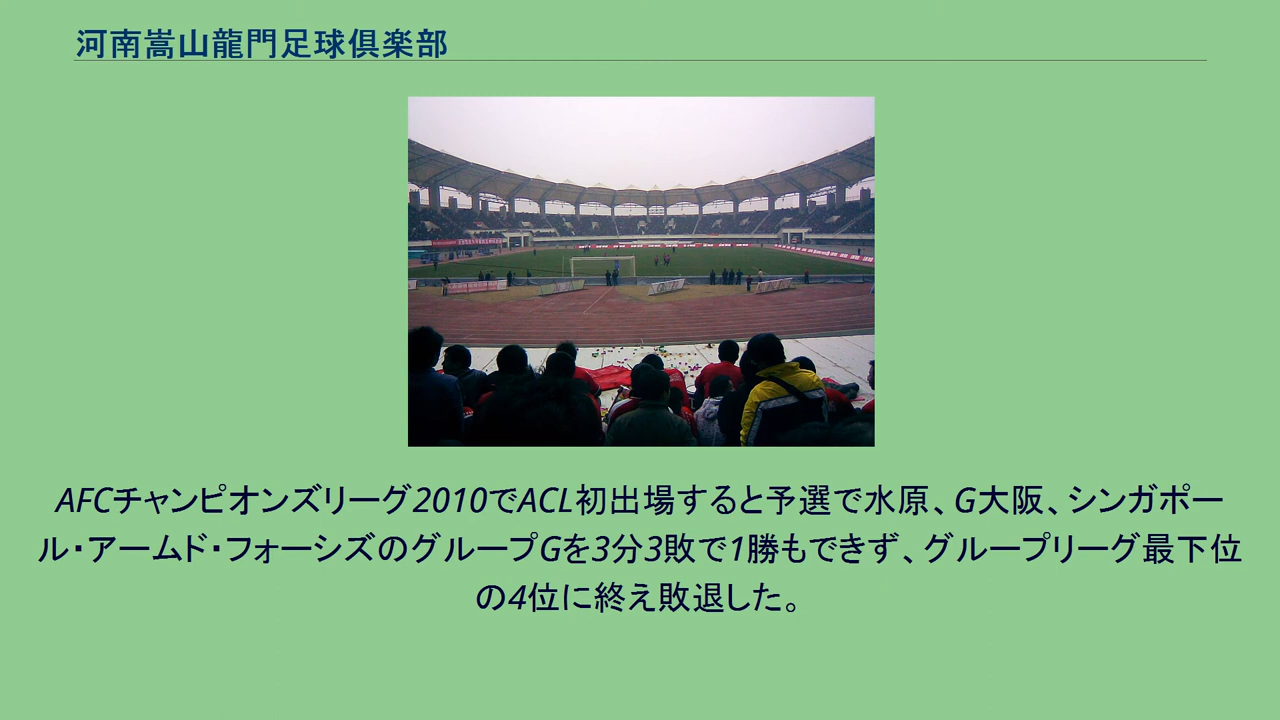 河南嵩山龍門足球倶楽部
AFCチャンピオンズリーグ2010でACL初出場すると予選で水原、G大阪、シンガポー
ル・アームド・フォーシズのグループGを3分3敗で1勝もできず、グループリーグ最下位
の4位に終え敗退した。